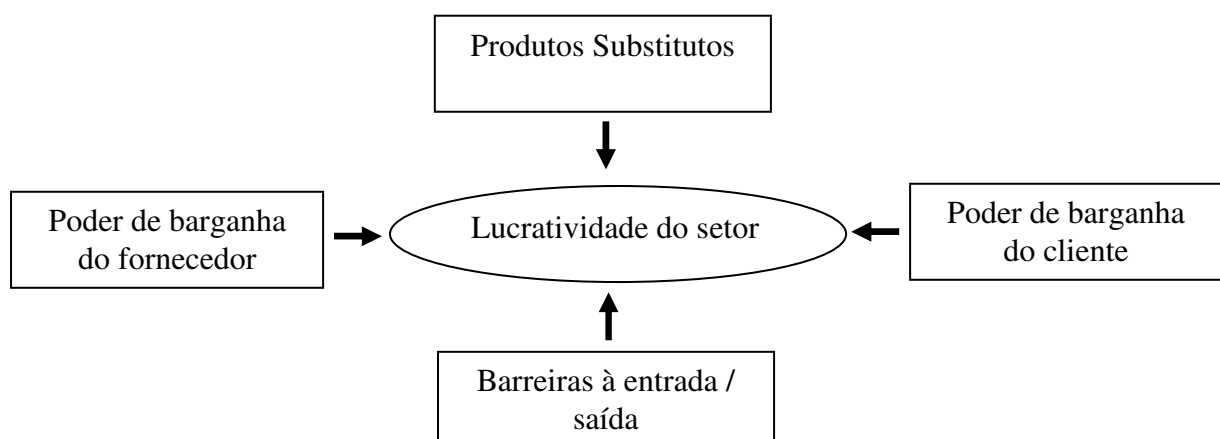 Produtos Substitutos
Poder de barganha
do fornecedor
Lucratividade do setor
Poder de barganha
do cliente
Barreiras à entrada /
saída